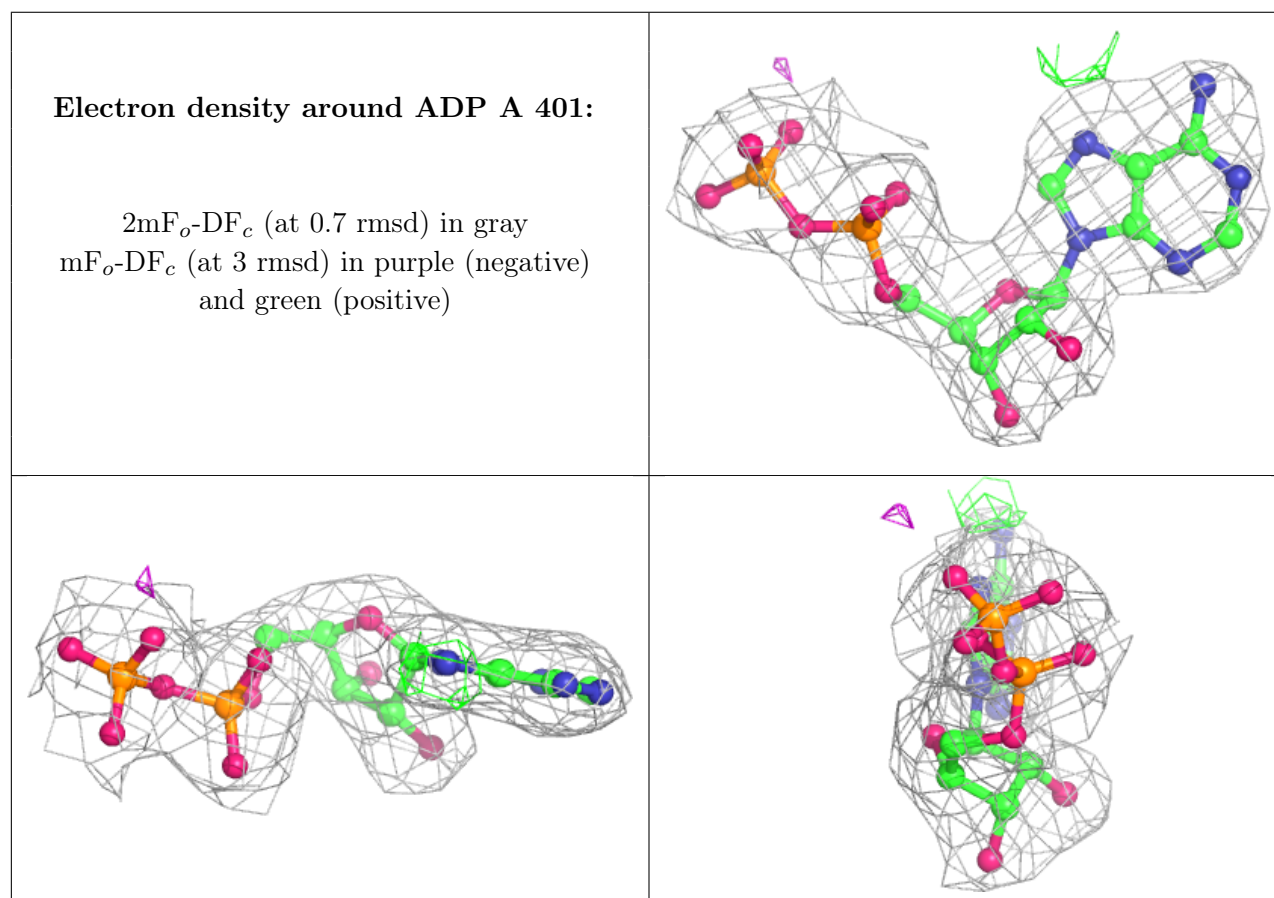 Electron density around ADP A 401:
2mFₒ-DF𝒸 (at 0.7 rmsd) in gray
mFₒ-DF𝒸 (at 3 rmsd) in purple (negative)
and green (positive)